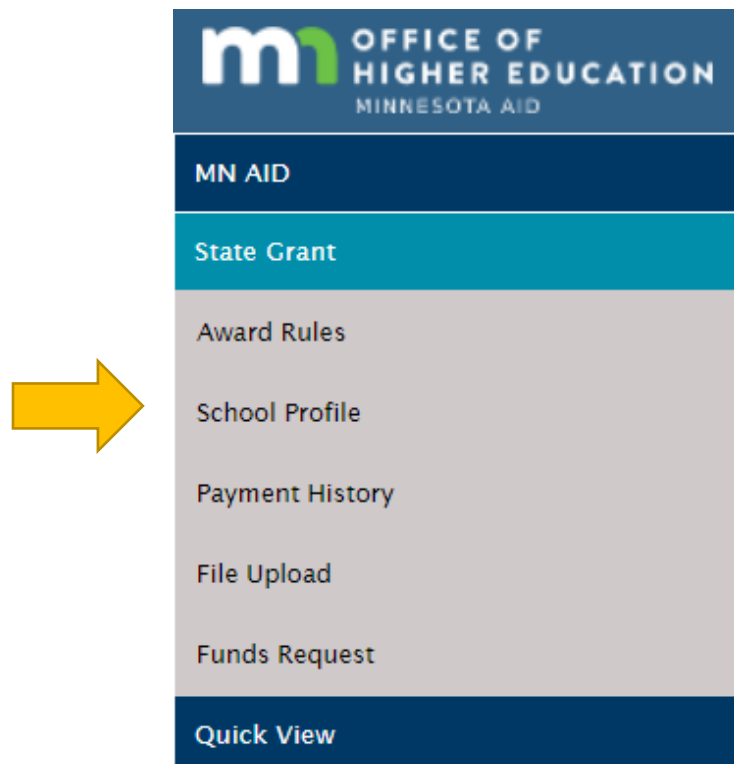 mn OFFICE OF
HIGHER EDUCATION
MINNESOTA AID
MN AID
State Grant
Award Rules
School Profile
Payment History
File Upload
Funds Request
Quick View